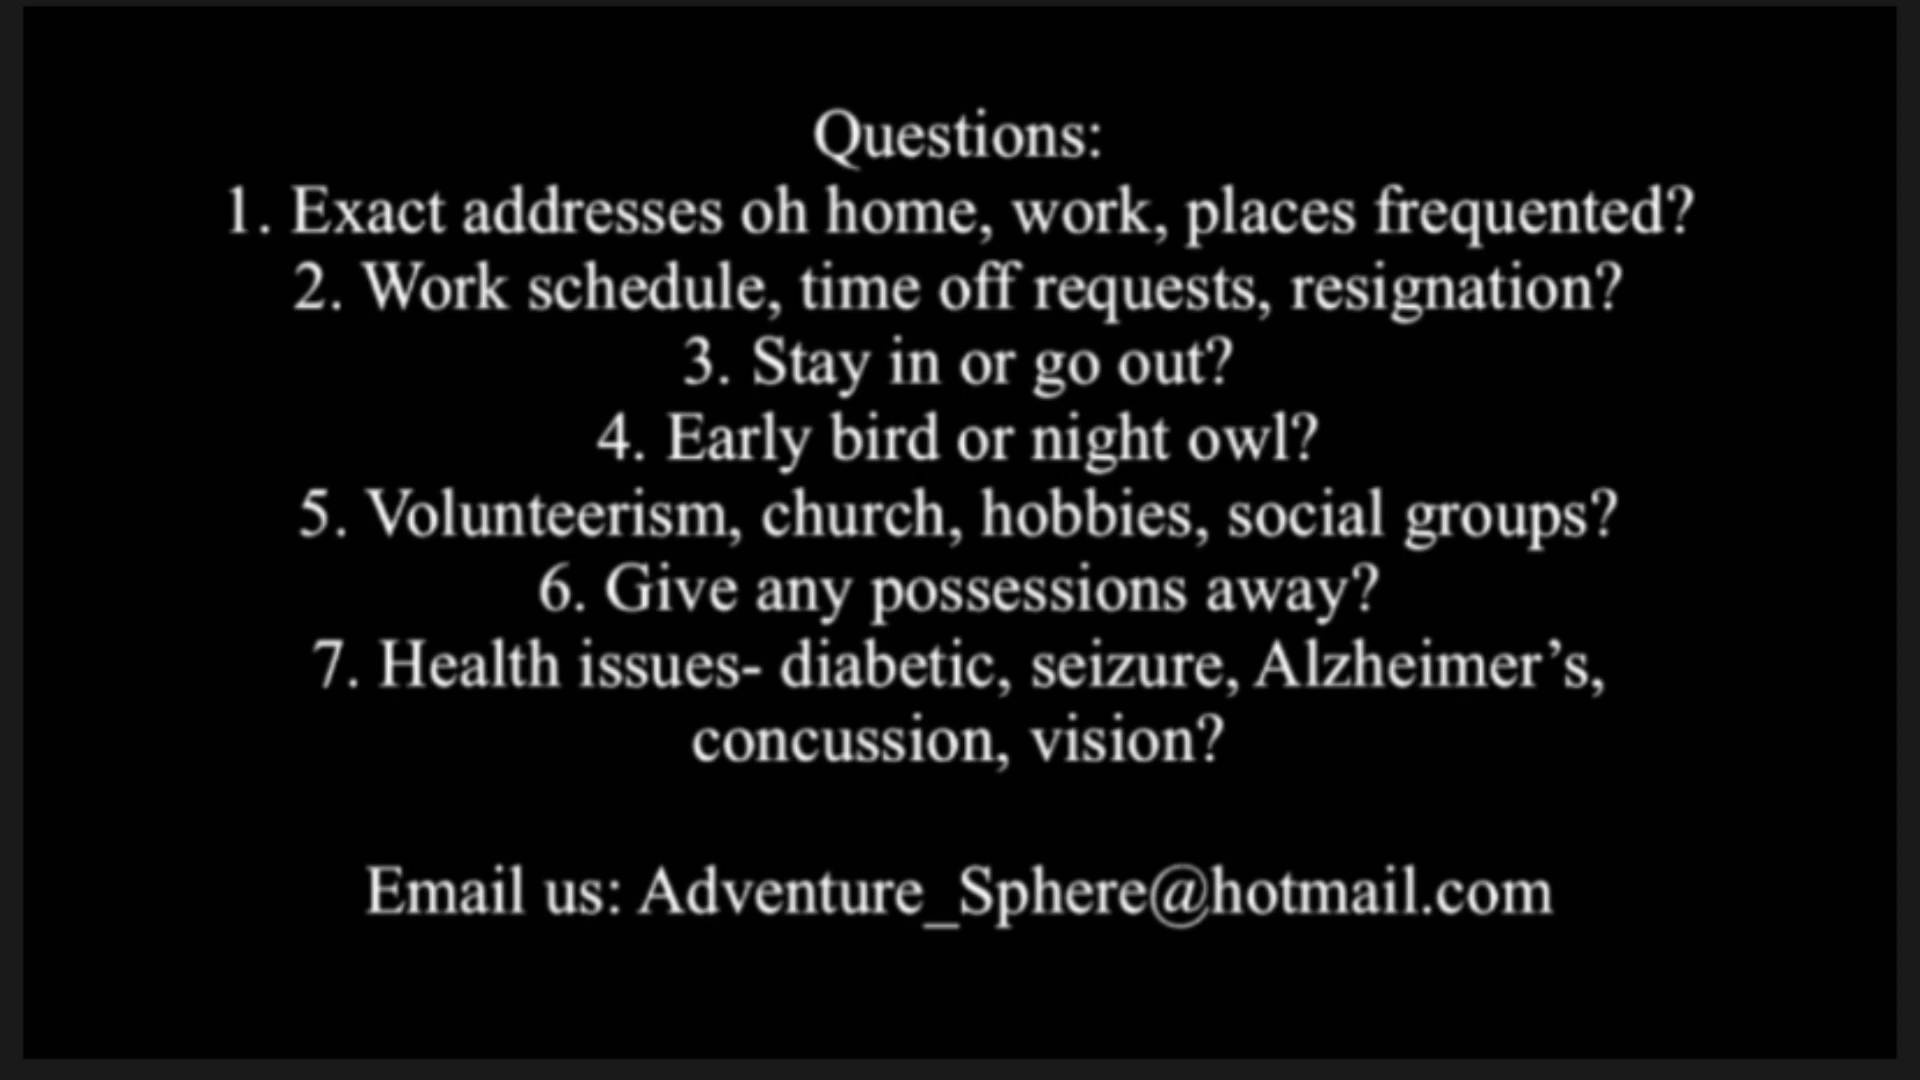 Questions:
1. Exact addresses oh home, work, places frequented?
2. Work schedule, time off requests, resignation?
3. Stay in or go out?
4. Early bird or night owl?
5. Volunteerism, church, hobbies, social groups?
6. Give any possessions away?
7. Health issues- diabetic, seizure, Alzheimer’s,
concussion, vision?
Email us: Adventure_Sphere@hotmail.com